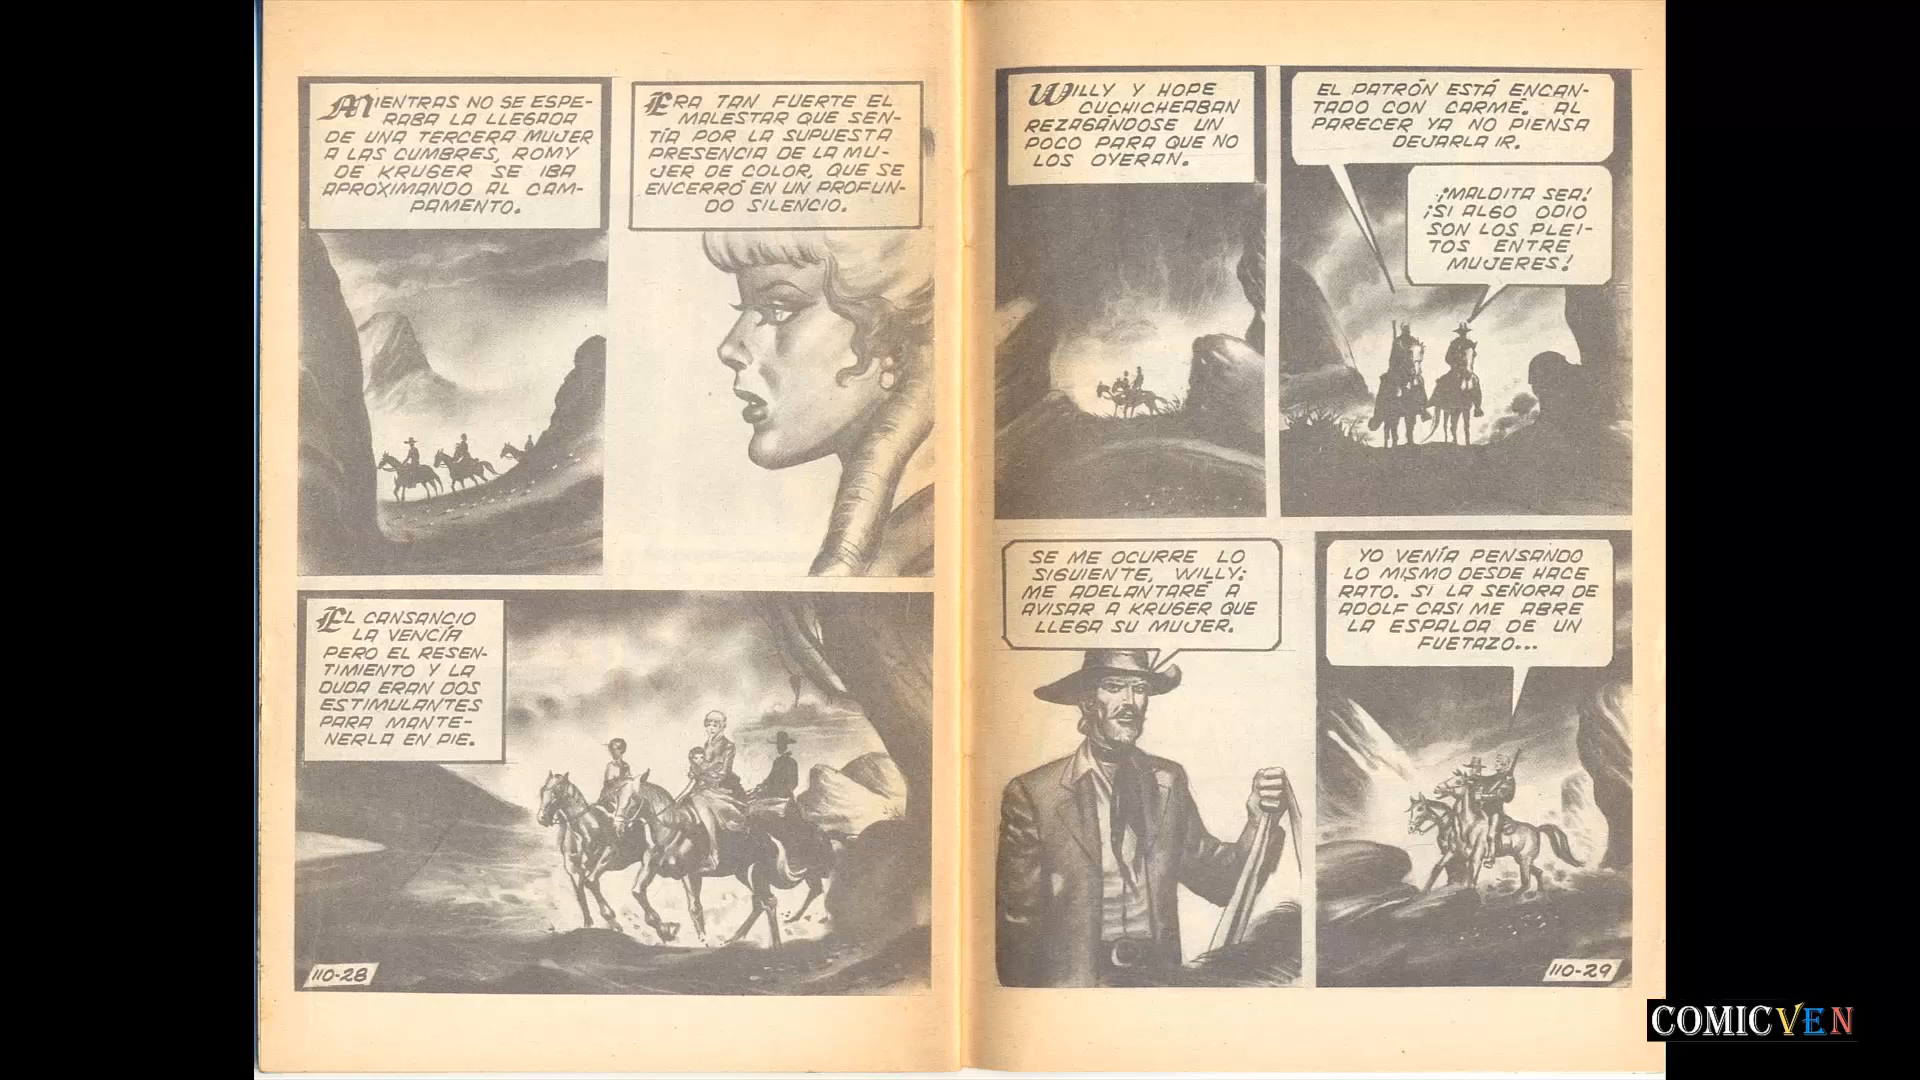 MIENTRAS NO SE ESPE-
RABA LA LLEGADA
DE UNA TERCERA MUJER
A LAS CUMBRES, ROMY
DE KRUGER SE IBA
APROXIMANDO AL CAM-
PAMENTO.
ERA TAN FUERTE EL
MALESTAR QUE SEN-
TÍA POR LA SUPUESTA
PRESENCIA DE LA MU-
JER DE COLOR, QUE SE
ENCERRÓ EN UN PROFUN-
DO SILENCIO.
EL CANSANCIO
LA VENCÍA
PERO EL RESEN-
TIMIENTO Y LA
DUDA ERAN DOS
ESTIMULANTES
PARA MANTE-
NERLA EN PIE.
110-28
WILLY Y HOPE
CUCHICHEABAN
REZAGÁNDOSE UN
POCO PARA QUE NO
LOS OYERAN.
EL PATRÓN ESTÁ ENCAN-
TADO CON CARMÉ. AL
PARECER YA NO PIENSA
DEJARLA IR.
¡MALDITA SEA!
¡SI ALGO ODIO
SON LOS PLEI-
TOS ENTRE
MUJERES!
SE ME OCURRE LO
SIGUIENTE, WILLY:
ME ADELANTARÉ A
AVISAR A KRUGER QUE
LLEGA SU MUJER.
YO VENÍA PENSANDO
LO MISMO DESDE HACE
RATO. SI LA SEÑORA DE
ADOLF CASI ME ABRE
LA ESPALDA DE UN
FUETAZO...
110-29
COMICVEN